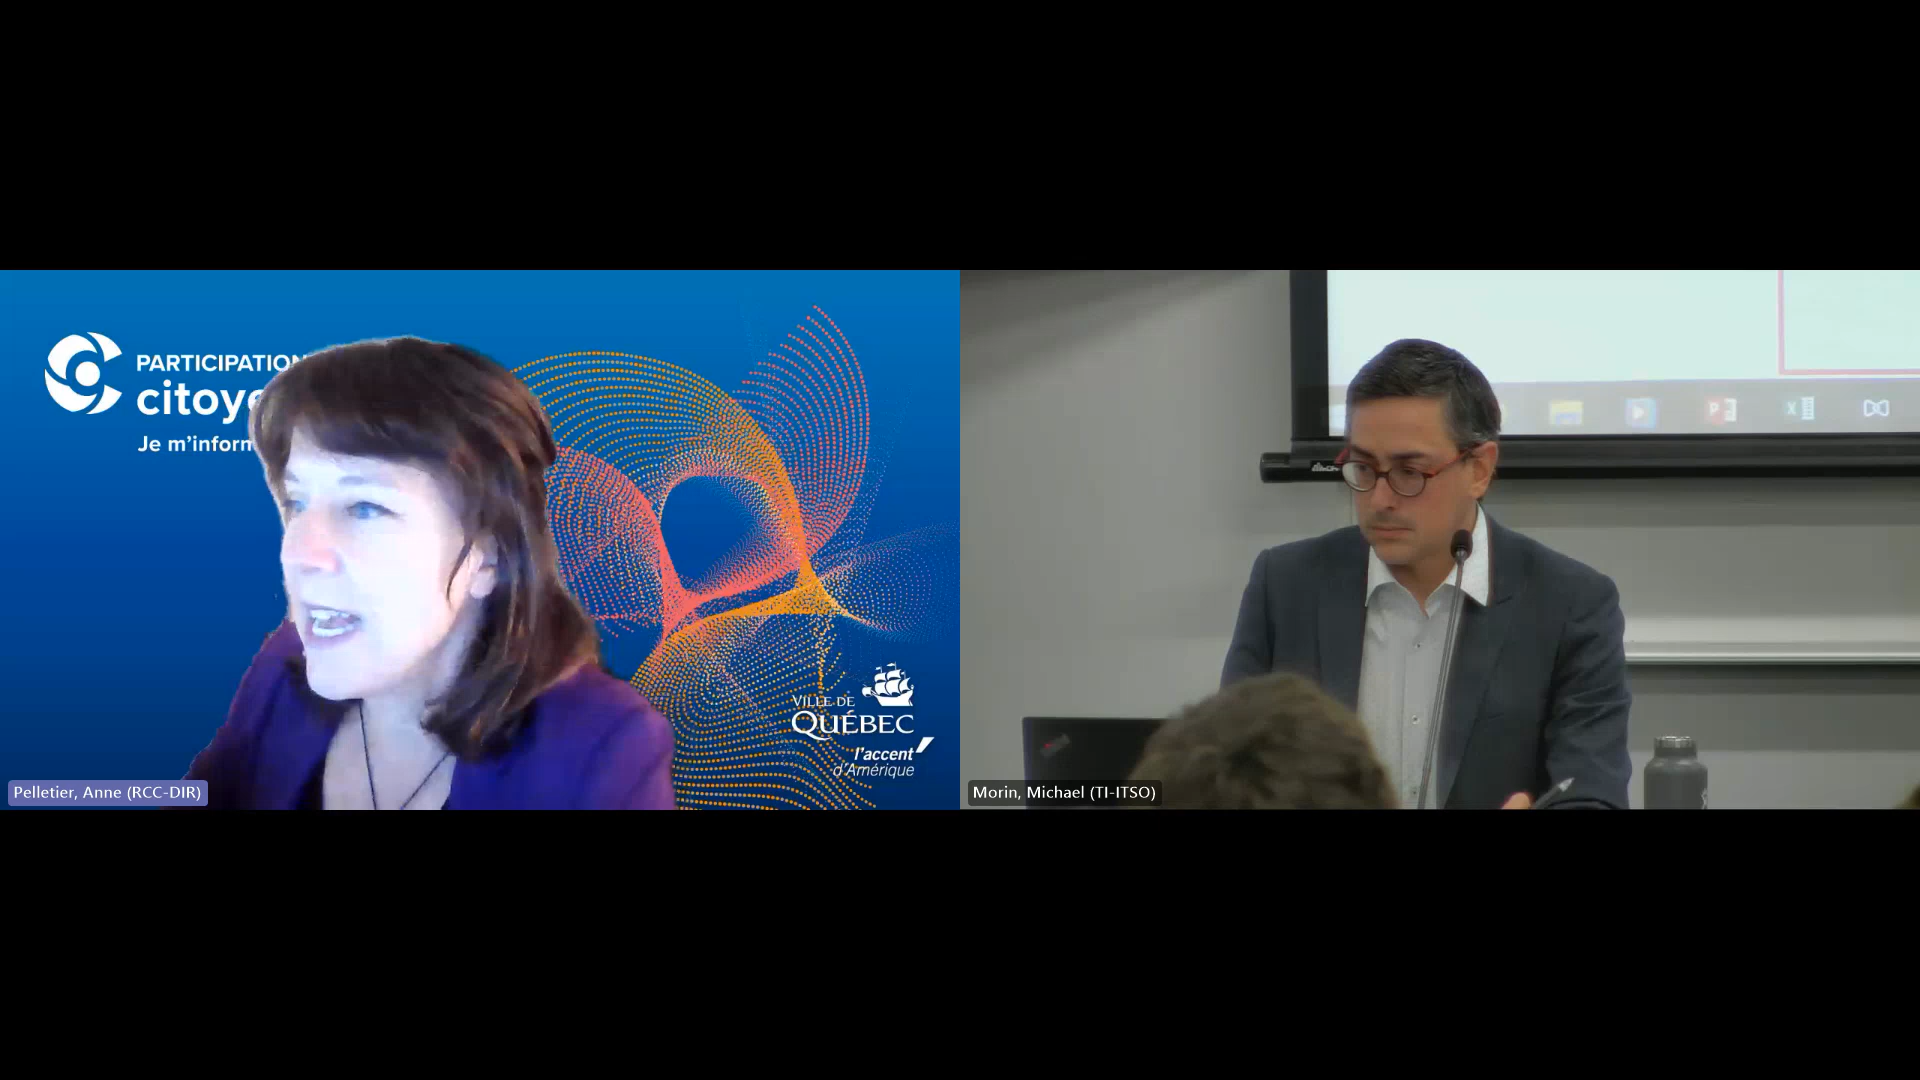 PARTICIPATION
citoye
Je m'inform
VILLE DE
QUÉBEC
l'accent
d'Amérique
Pelletier, Anne (RCC-DIR)
Morin, Michael (TI-ITSO)